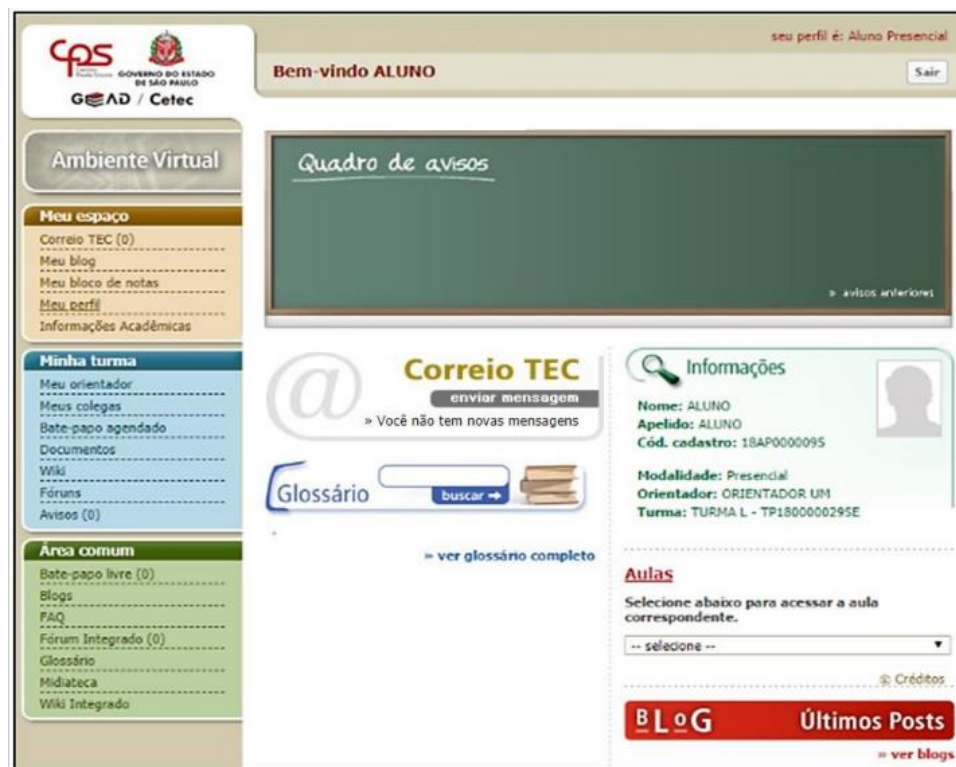 cps
GOVERNO DO ESTADO
DE SÃO PAULO
GEEAD / Cetec
seu perfil é: Aluno Presencial
Bem-vindo ALUNO
Sair
Ambiente Virtual
Meu espaço
Correio TEC (0)
Meu blog
Meu bloco de notas
Meu perfil
Informações Acadêmicas
Minha turma
Meu orientador
Meus colegas
Bate-papo agendado
Documentos
Wiki
Fóruns
Avisos (0)
Área comum
Bate-papo livre (0)
Blogs
FAQ
Fórum Integrado (0)
Glossário
Midiateca
Wiki Integrado
Quadro de avisos
» avisos anteriores
@
Correio TEC
enviar mensagem
» Você não tem novas mensagens
Glossário
buscar →
» ver glossário completo
Informações
Nome: ALUNO
Apelido: ALUNO
Cód. cadastro: 18AP0000095
Modalidade: Presencial
Orientador: ORIENTADOR UM
Turma: TURMA L - TP180000029SE
Aulas
Selecione abaixo para acessar a aula
correspondente.
-- selecione --
© Créditos
BLoG Últimos Posts
» ver blogs